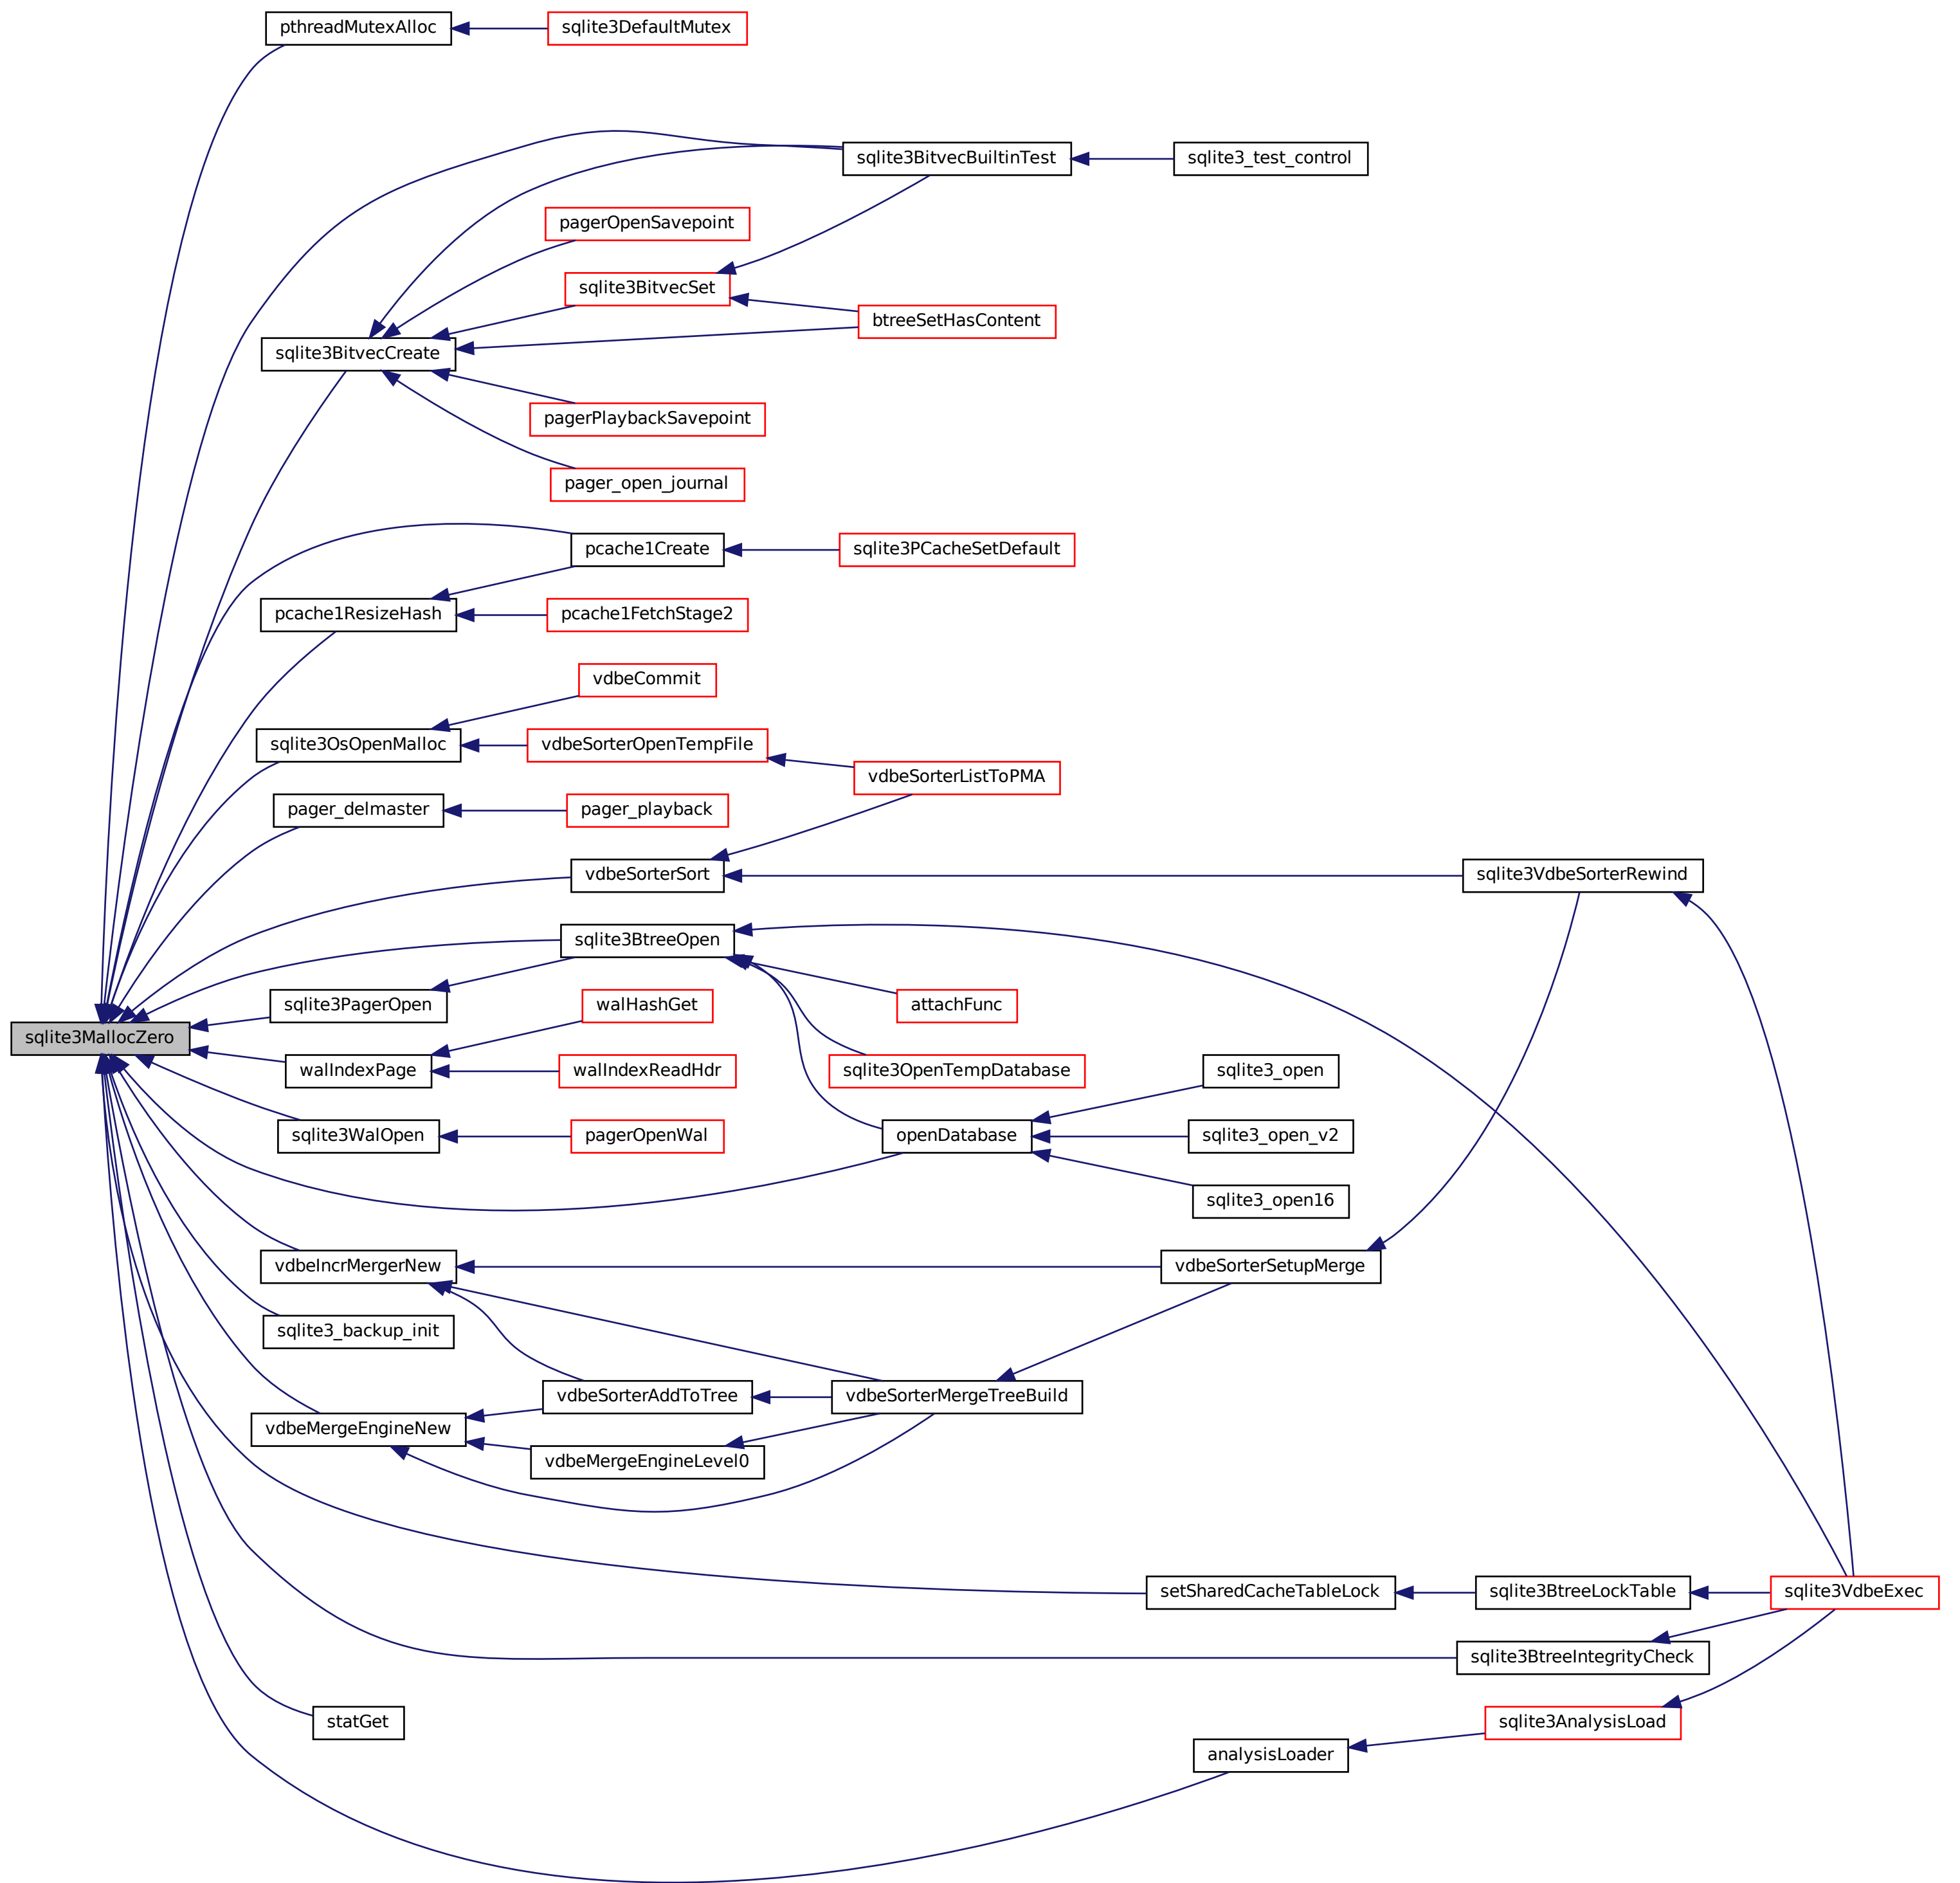 pthreadMutexAlloc
sqlite3DefaultMutex
sqlite3BitvecBuiltinTest
sqlite3_test_control
pagerOpenSavepoint
sqlite3BitvecSet
btreeSetHasContent
sqlite3BitvecCreate
pagerPlaybackSavepoint
pager_open_journal
pcache1Create
sqlite3PCacheSetDefault
pcache1ResizeHash
pcache1FetchStage2
vdbeCommit
sqlite3OsOpenMalloc
vdbeSorterOpenTempFile
vdbeSorterListToPMA
pager_delmaster
pager_playback
vdbeSorterSort
sqlite3VdbeSorterRewind
sqlite3BtreeOpen
sqlite3PagerOpen
walHashGet
attachFunc
sqlite3MallocZero
walIndexPage
walIndexReadHdr
sqlite3OpenTempDatabase
sqlite3_open
sqlite3WalOpen
pagerOpenWal
openDatabase
sqlite3_open_v2
sqlite3_open16
vdbeIncrMergerNew
vdbeSorterSetupMerge
sqlite3_backup_init
vdbeSorterAddToTree
vdbeSorterMergeTreeBuild
vdbeMergeEngineNew
vdbeMergeEngineLevel0
setSharedCacheTableLock
sqlite3BtreeLockTable
sqlite3VdbeExec
sqlite3BtreeIntegrityCheck
statGet
sqlite3AnalysisLoad
analysisLoader